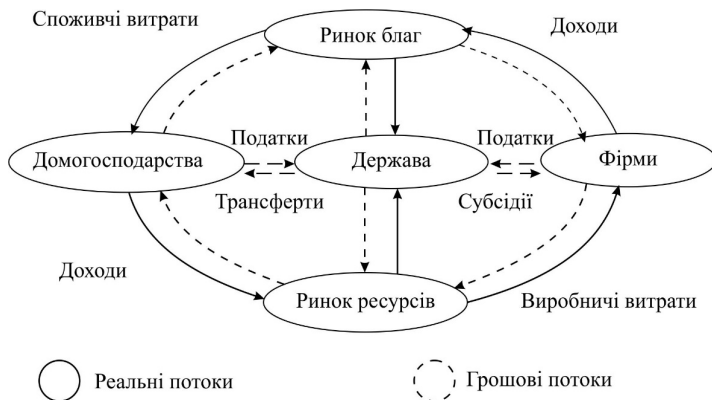 Споживчі витрати
Ринок благ
Доходи
Податки
Податки
Домогосподарства
Держава
Фірми
Трансферти
Субсидії
Доходи
Ринок ресурсів
Виробничі витрати
Реальні потоки
Грошові потоки